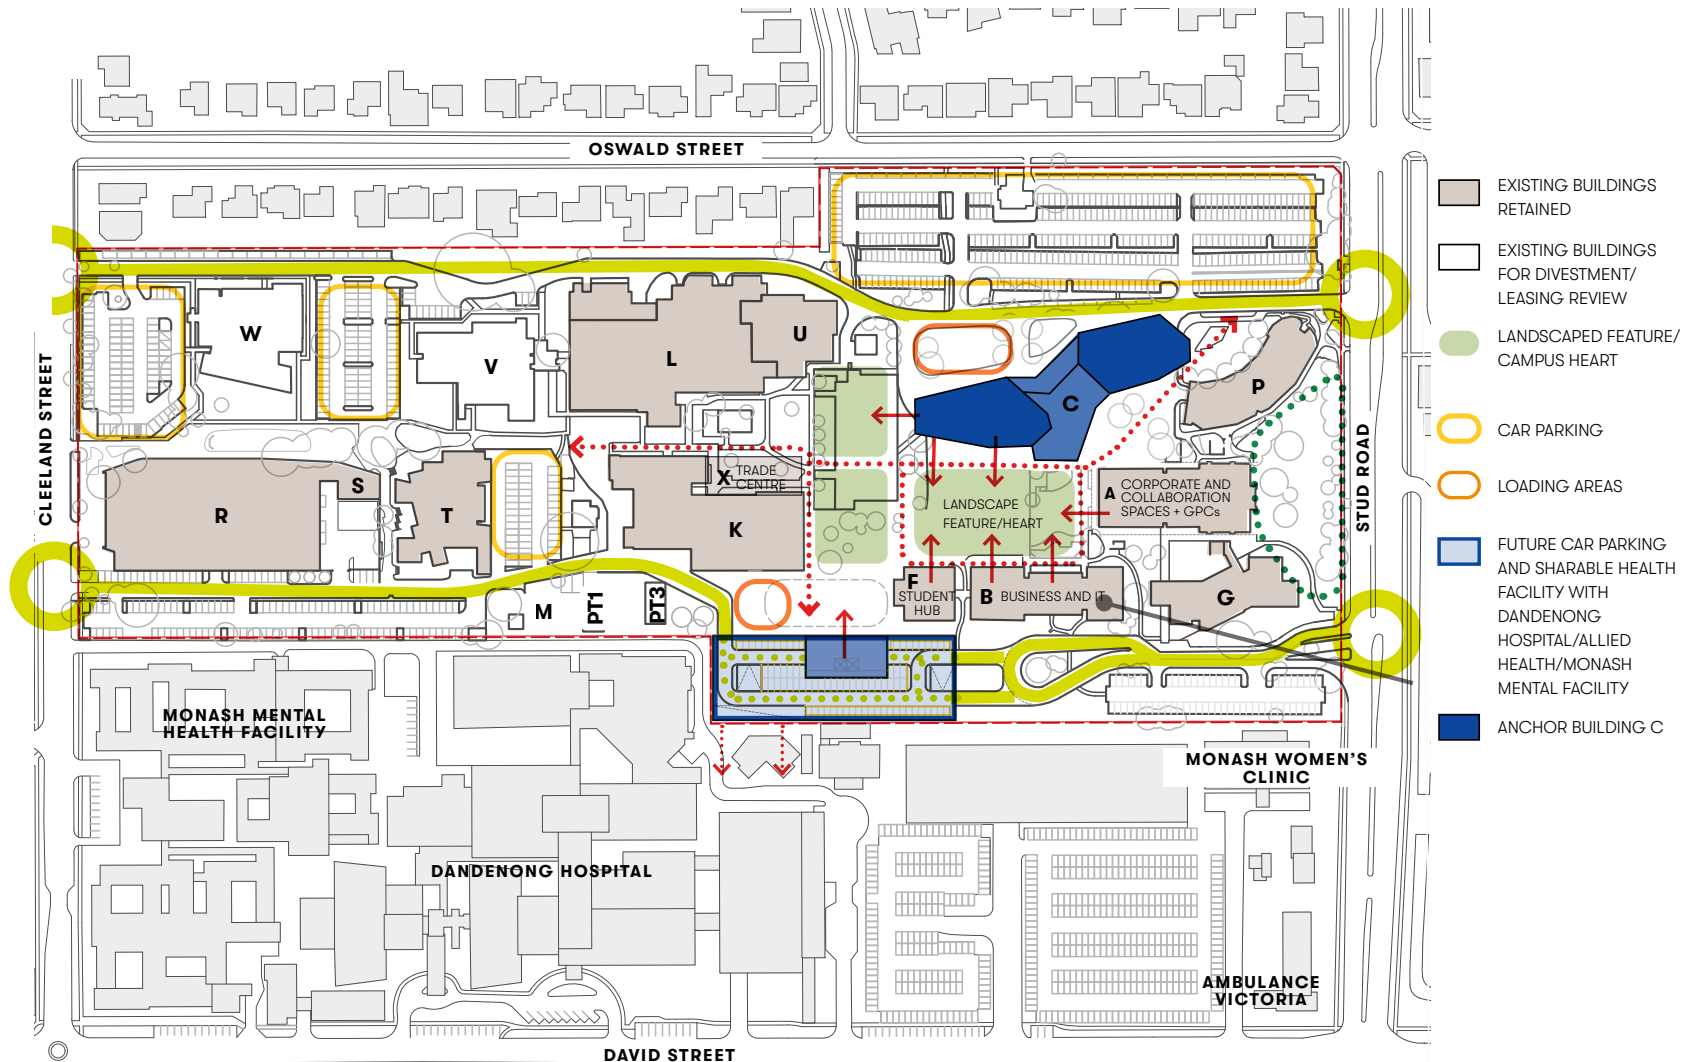 OSWALD STREET
EXISTING BUILDINGS
RETAINED
EXISTING BUILDINGS
FOR DIVESTMENT/
LEASING REVIEW
LANDSCAPED FEATURE/
CAMPUS HEART
CAR PARKING
LOADING AREAS
FUTURE CAR PARKING
AND SHARABLE HEALTH
FACILITY WITH
DANDENONG
HOSPITAL/ALLIED
HEALTH/MONASH
MENTAL FACILITY
ANCHOR BUILDING C
CLEELAND STREET
STUD ROAD
W
V
L
U
C
P
R
S
T
X
TRADE
CENTRE
K
LANDSCAPE
FEATURE/HEART
A
CORPORATE AND
COLLABORATION
SPACES + GPCs
F
STUDENT
HUB
B
BUSINESS AND IT
G
M
PT1
PT3
MONASH MENTAL
HEALTH FACILITY
MONASH WOMEN'S
CLINIC
DANDENONG HOSPITAL
AMBULANCE
VICTORIA
DAVID STREET